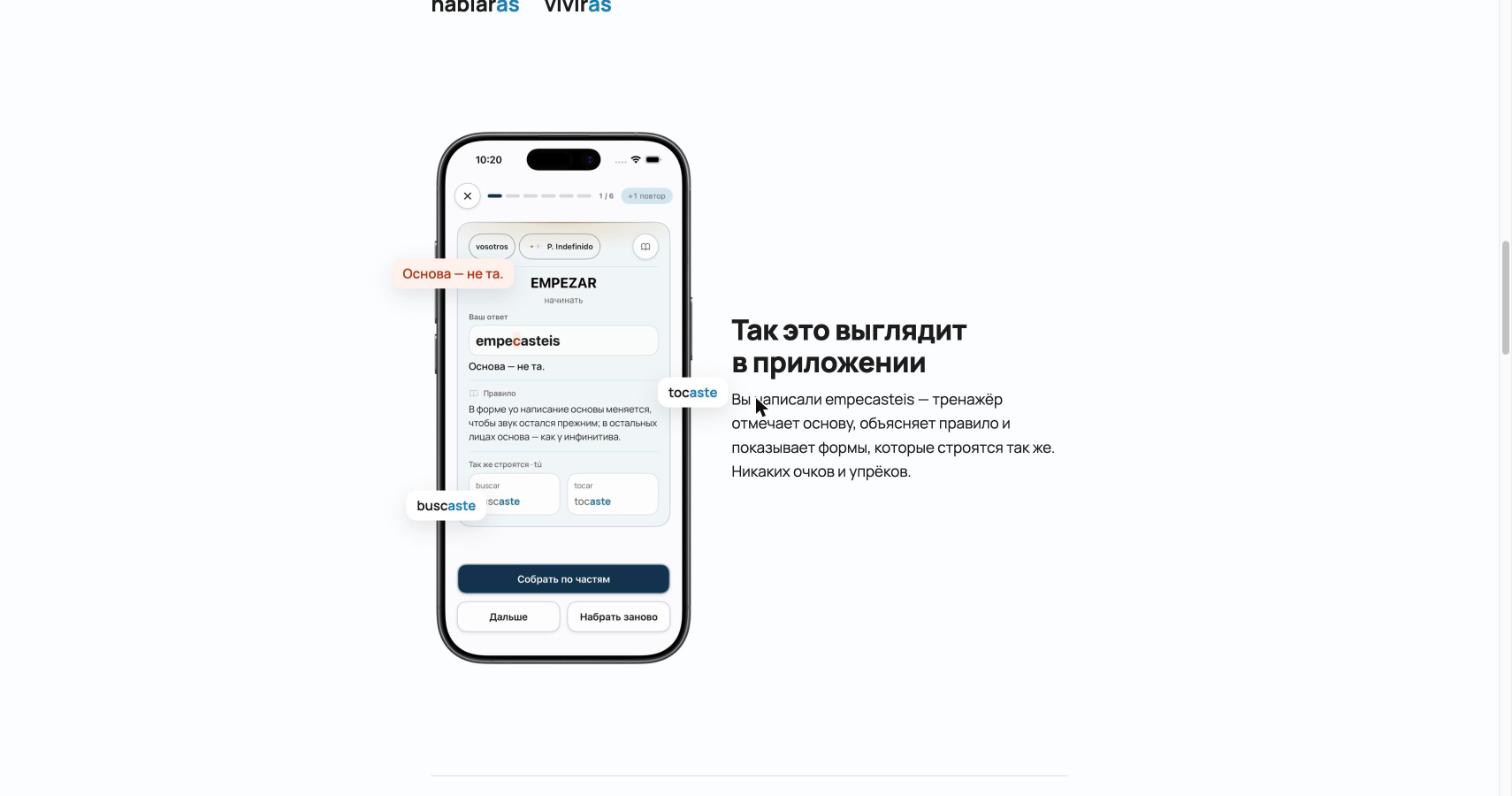 hablarás vivirás
10:20
1 / 6 +1 повтор
vosotros P. Indefinido
Основа — не та.
EMPEZAR
начинать
Ваш ответ
empecasteis
Основа — не та.
Правило
В форме yo написание основы меняется,
чтобы звук остался прежним; в остальных
лицах основа — как у инфинитива.
Так же строятся · tú
buscar tocar
scaste tocaste
buscaste
tocaste
Собрать по частям
Дальше Набрать заново
Так это выглядит
в приложении
Вы написали empecasteis — тренажёр
отмечает основу, объясняет правило и
показывает формы, которые строятся так же.
Никаких очков и упрёков.